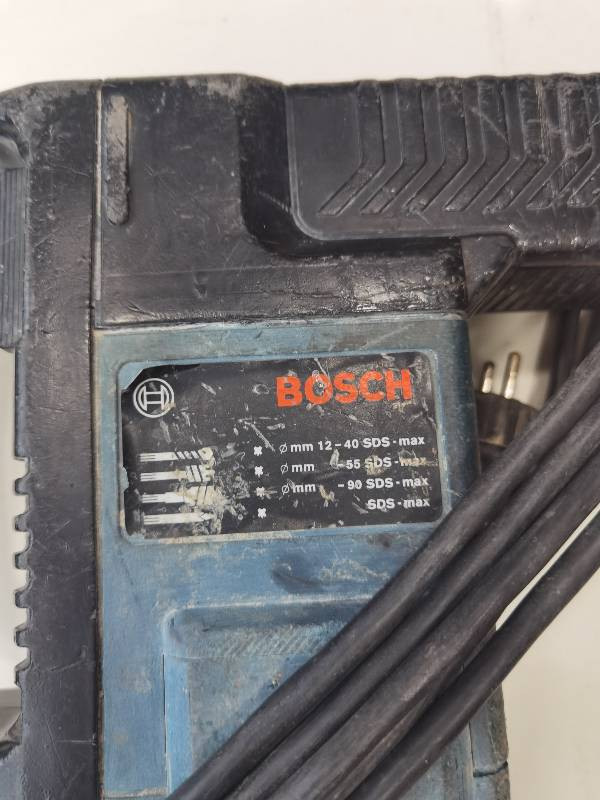 BOSCH
ø mm 12-40 SDS-max
ø mm -55 SDS-max
ø mm -90 SDS-max
SDS-max